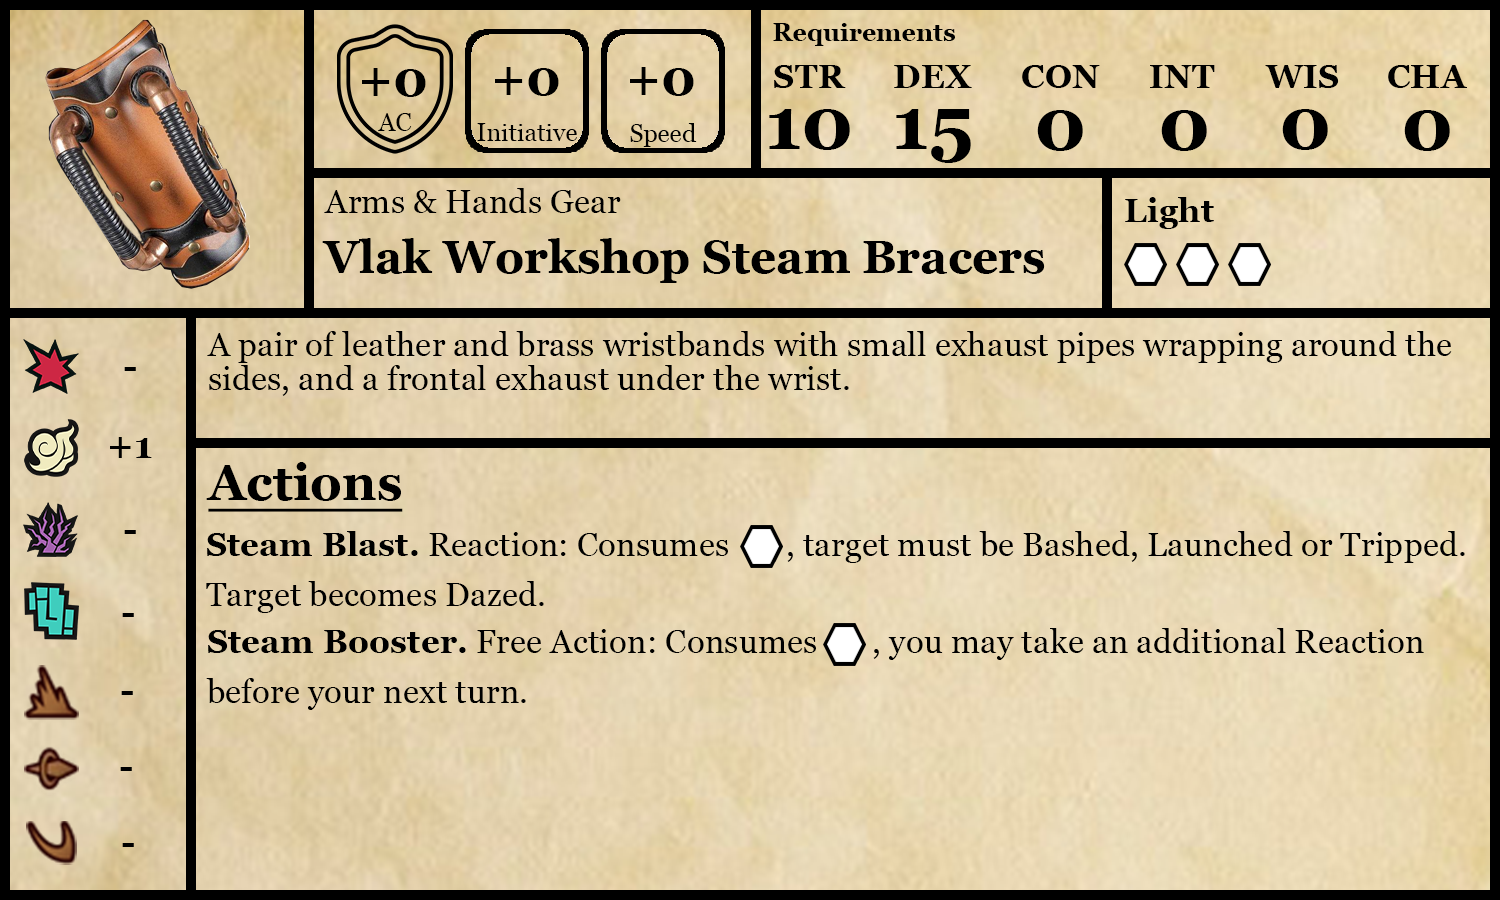 +0
AC
+0
Initiative
+0
Speed
Requirements
STR DEX CON INT WIS CHA
10 15 0 0 0 0
Arms & Hands Gear
Vlak Workshop Steam Bracers
Light
-
+1
-
-
-
-
-
A pair of leather and brass wristbands with small exhaust pipes wrapping around the
sides, and a frontal exhaust under the wrist.
Actions
Steam Blast. Reaction: Consumes , target must be Bashed, Launched or Tripped.
Target becomes Dazed.
Steam Booster. Free Action: Consumes , you may take an additional Reaction
before your next turn.